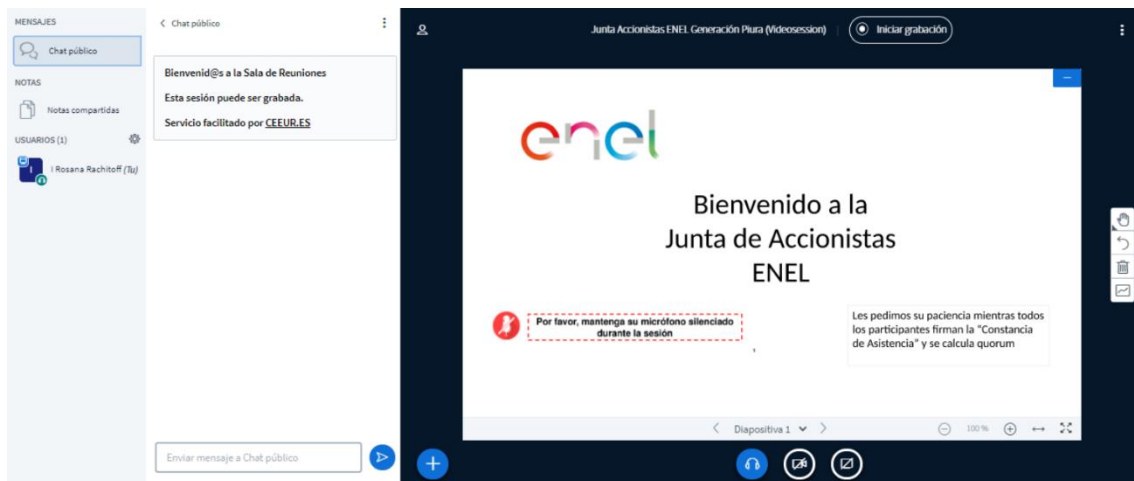 MENSAJES
Chat público
NOTAS
Notas compartidas
USUARIOS (1)
I
I Rosana Rachitoff (Tu)
Chat público
Bienvenid@s a la Sala de Reuniones
Esta sesión puede ser grabada.
Servicio facilitado por CEEUR.ES
Enviar mensaje a Chat público
Junta Accionistas ENEL Generación Piura (Videosession)
Iniciar grabación
enel
Bienvenido a la
Junta de Accionistas
ENEL
Por favor, mantenga su micrófono silenciado
durante la sesión
Les pedimos su paciencia mientras todos
los participantes firman la "Constancia
de Asistencia" y se calcula quorum
Diapositiva 1
100 %